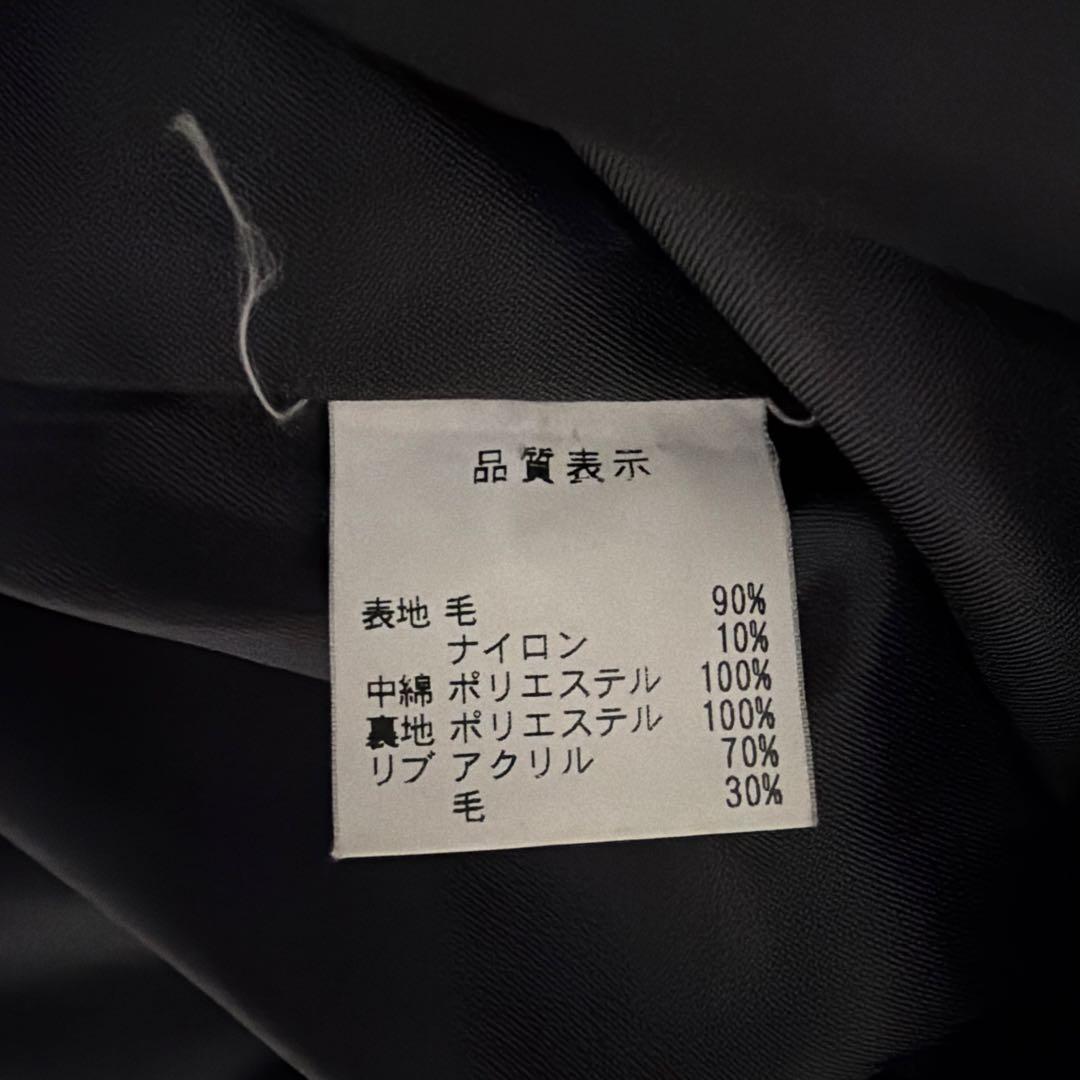 品質表示
表地 毛 90%
ナイロン 10%
中綿 ポリエステル 100%
裏地 ポリエステル 100%
リブ アクリル 70%
毛 30%